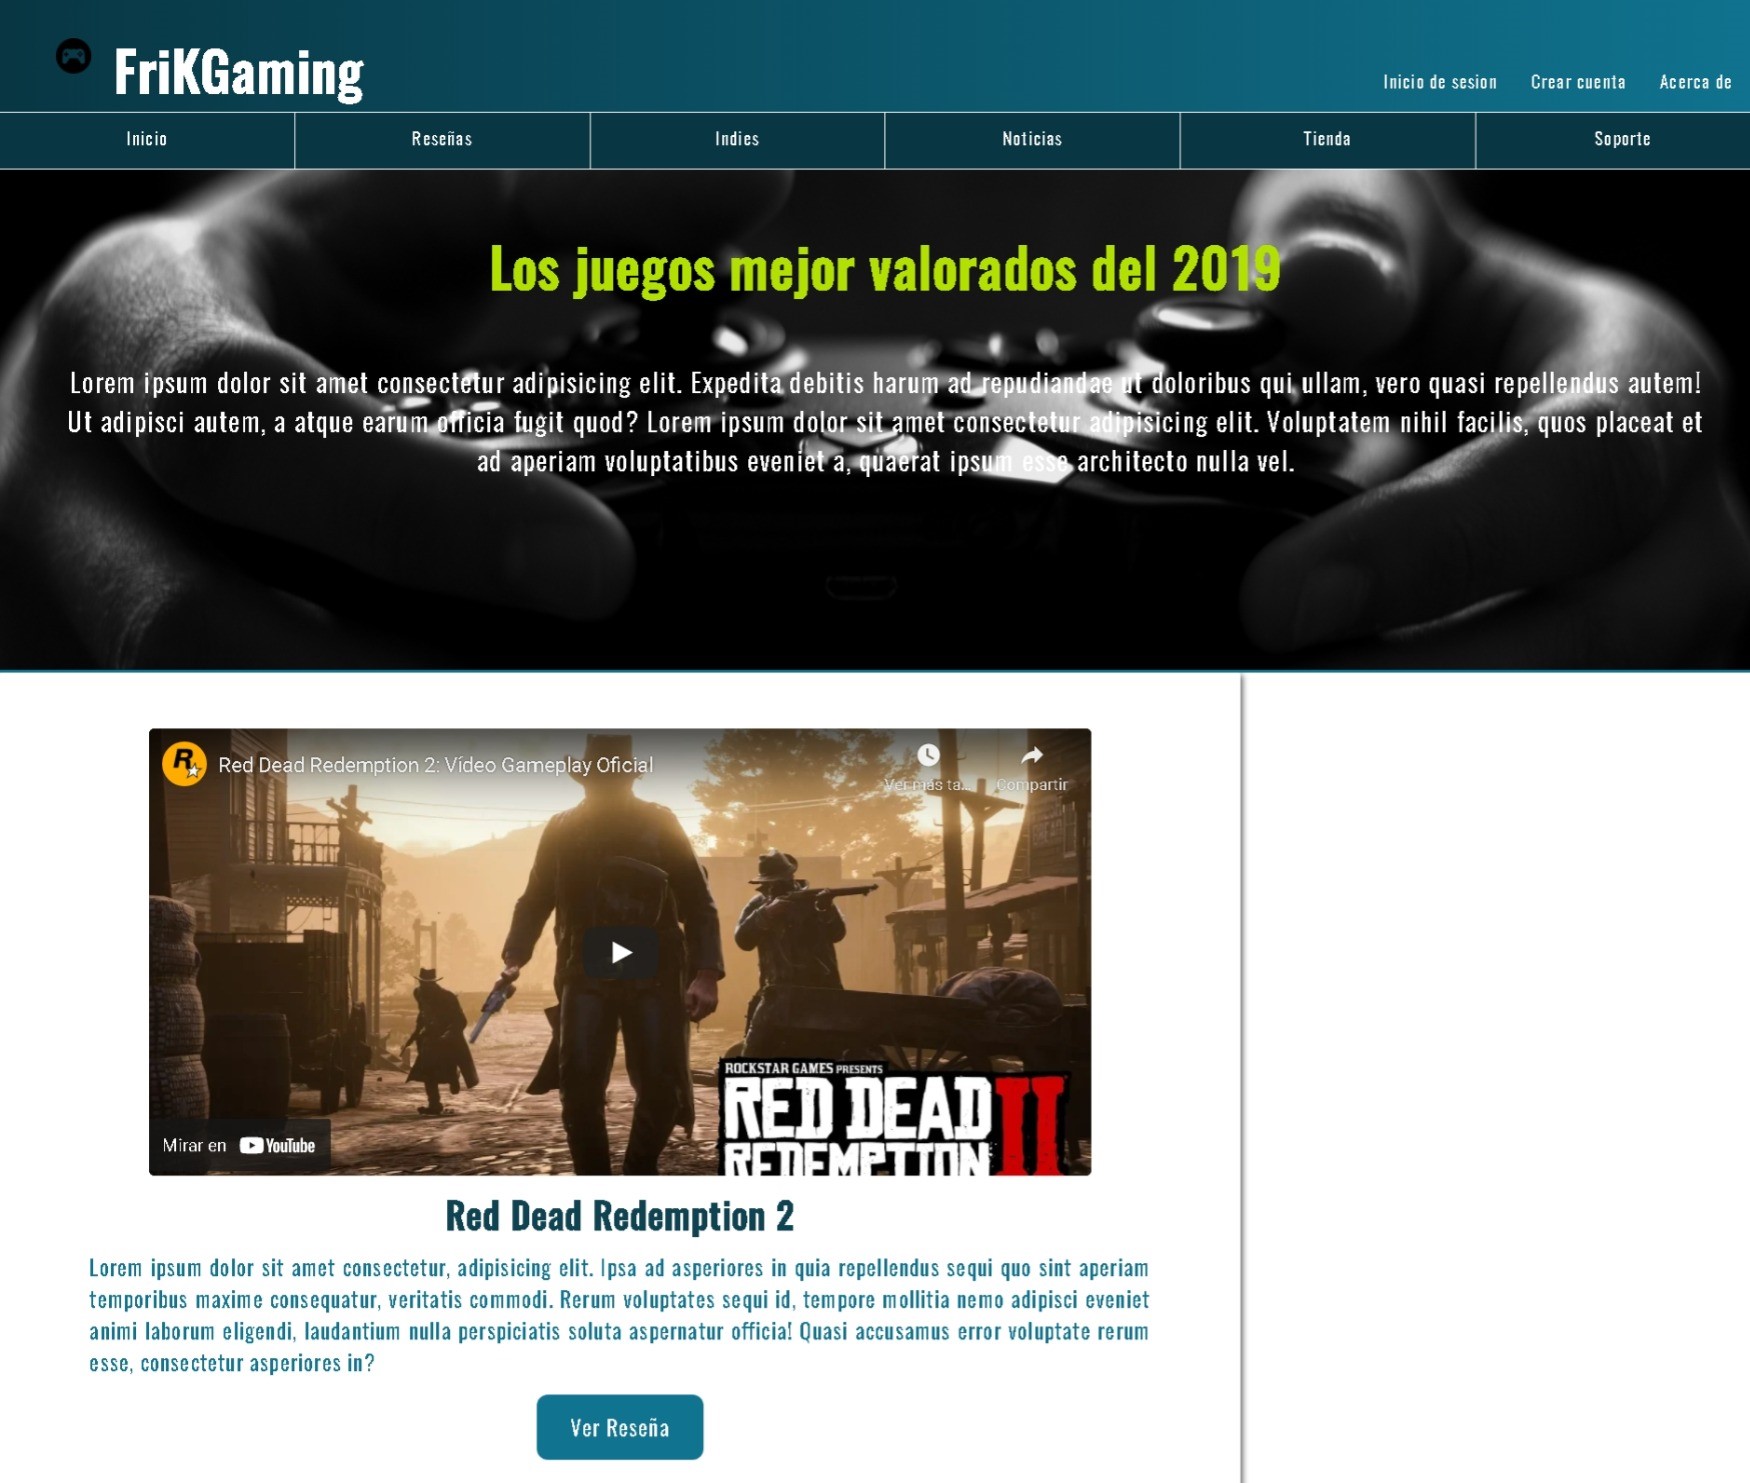 FriKGaming
Inicio de sesion Crear cuenta Acerca de
Inicio Reseñas Indies Noticias Tienda Soporte
Los juegos mejor valorados del 2019
Lorem ipsum dolor sit amet consectetur adipisicing elit. Expedita debitis harum ad repudiandae ut doloribus qui ullam, vero quasi repellendus autem!
Ut adipisci autem, a atque earum officia fugit quod? Lorem ipsum dolor sit amet consectetur adipisicing elit. Voluptatem nihil facilis, quos placeat et
ad aperiam voluptatibus eveniet a, quaerat ipsum esse architecto nulla vel.
Red Dead Redemption 2: Vídeo Gameplay Oficial
Ver más ta... Compartir
ROCKSTAR GAMES PRESENTS
RED DEAD
REDEMPTION II
Mirar en YouTube
Red Dead Redemption 2
Lorem ipsum dolor sit amet consectetur, adipisicing elit. Ipsa ad asperiores in quia repellendus sequi quo sint aperiam
temporibus maxime consequatur, veritatis commodi. Rerum voluptates sequi id, tempore mollitia nemo adipisci eveniet
animi laborum eligendi, laudantium nulla perspiciatis soluta aspernatur officia! Quasi accusamus error voluptate rerum
esse, consectetur asperiores in?
Ver Reseña